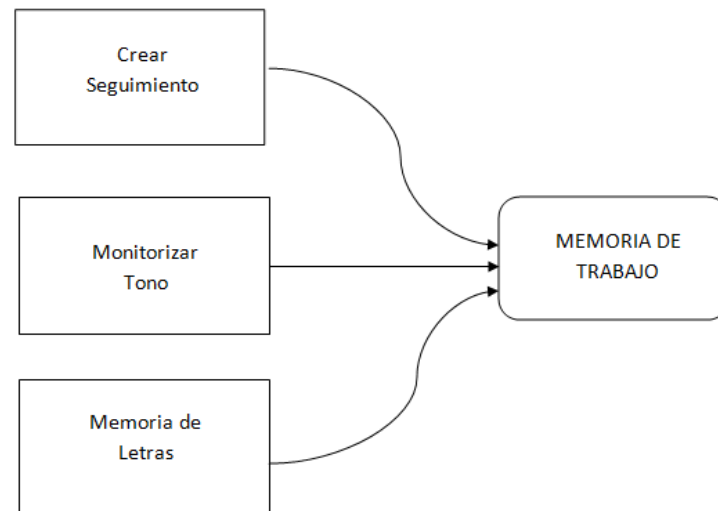 Crear
Seguimiento
Monitorizar
Tono
MEMORIA DE
TRABAJO
Memoria de
Letras